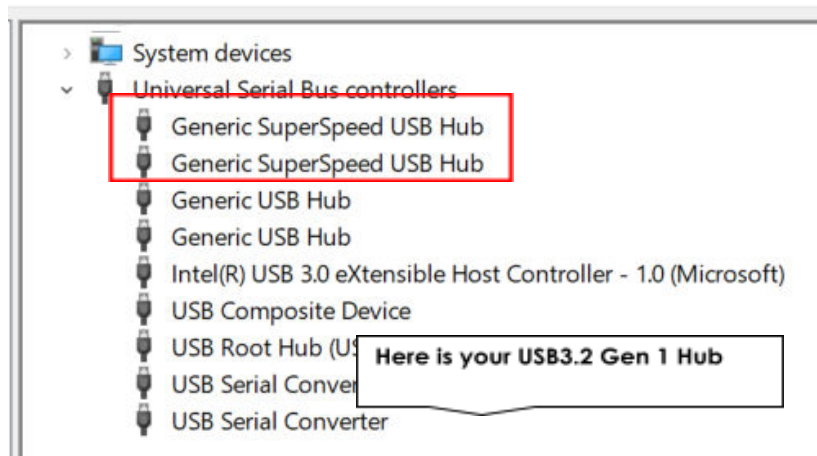 System devices
Universal Serial Bus controllers
Generic SuperSpeed USB Hub
Generic SuperSpeed USB Hub
Generic USB Hub
Generic USB Hub
Intel(R) USB 3.0 eXtensible Host Controller - 1.0 (Microsoft)
USB Composite Device
USB Root Hub
Here is your USB3.2 Gen 1 Hub
USB Serial
USB Serial Converter